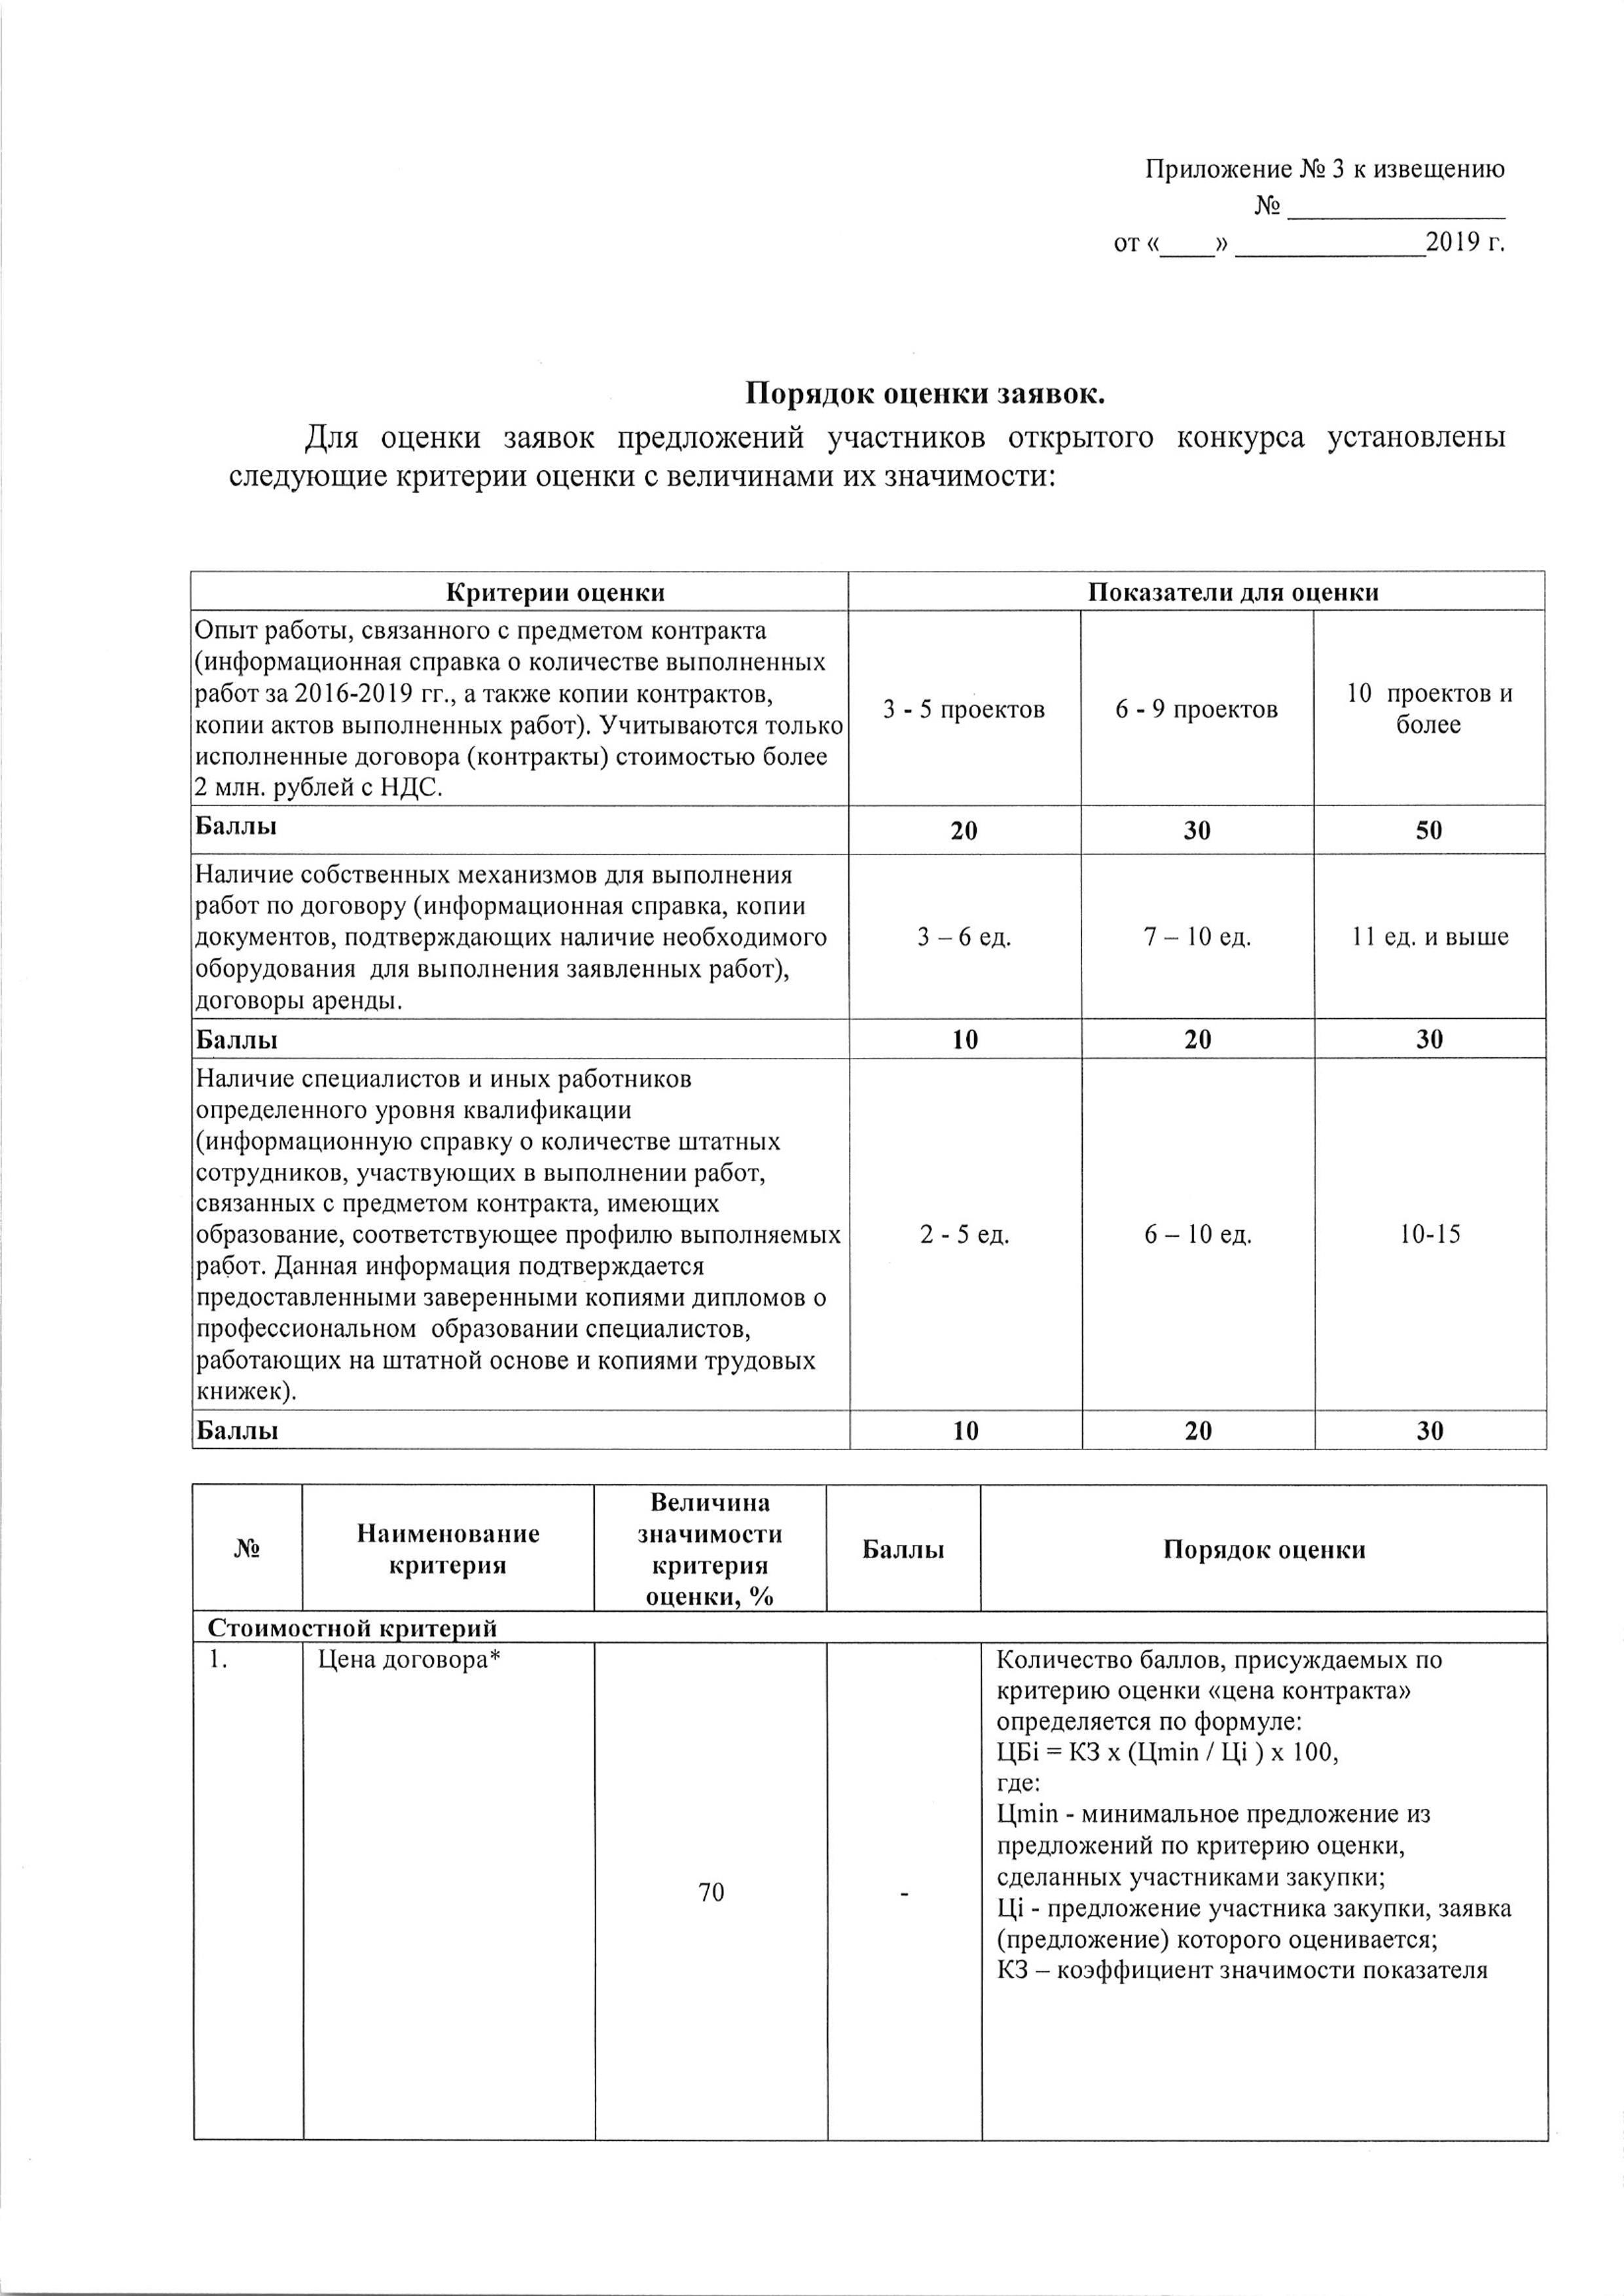 Приложение № 3 к извещению
№ ________________
от «____» ______________2019 г.
Порядок оценки заявок.
Для оценки заявок предложений участников открытого конкурса установлены
следующие критерии оценки с величинами их значимости:
Критерии оценки
Показатели для оценки
Опыт работы, связанного с предметом контракта
(информационная справка о количестве выполненных
работ за 2016-2019 гг., а также копии контрактов,
копии актов выполненных работ). Учитываются только
исполненные договора (контракты) стоимостью более
2 млн. рублей с НДС.
3 - 5 проектов
6 - 9 проектов
10 проектов и
более
Баллы
20
30
50
Наличие собственных механизмов для выполнения
работ по договору (информационная справка, копии
документов, подтверждающих наличие необходимого
оборудования для выполнения заявленных работ),
договоры аренды.
3 – 6 ед.
7 – 10 ед.
11 ед. и выше
Баллы
10
20
30
Наличие специалистов и иных работников
определенного уровня квалификации
(информационную справку о количестве штатных
сотрудников, участвующих в выполнении работ,
связанных с предметом контракта, имеющих
образование, соответствующее профилю выполняемых
работ. Данная информация подтверждается
предоставленными заверенными копиями дипломов о
профессиональном образовании специалистов,
работающих на штатной основе и копиями трудовых
книжек).
2 - 5 ед.
6 – 10 ед.
10-15
Баллы
10
20
30
№
Наименование
критерия
Величина
значимости
критерия
оценки, %
Баллы
Порядок оценки
Стоимостной критерий
1.
Цена договора*
70
-
Количество баллов, присуждаемых по
критерию оценки «цена контракта»
определяется по формуле:
ЦБi = КЗ х (Цmin / Цi ) х 100,
где:
Цmin - минимальное предложение из
предложений по критерию оценки,
сделанных участниками закупки;
Цi - предложение участника закупки, заявка
(предложение) которого оценивается;
КЗ – коэффициент значимости показателя